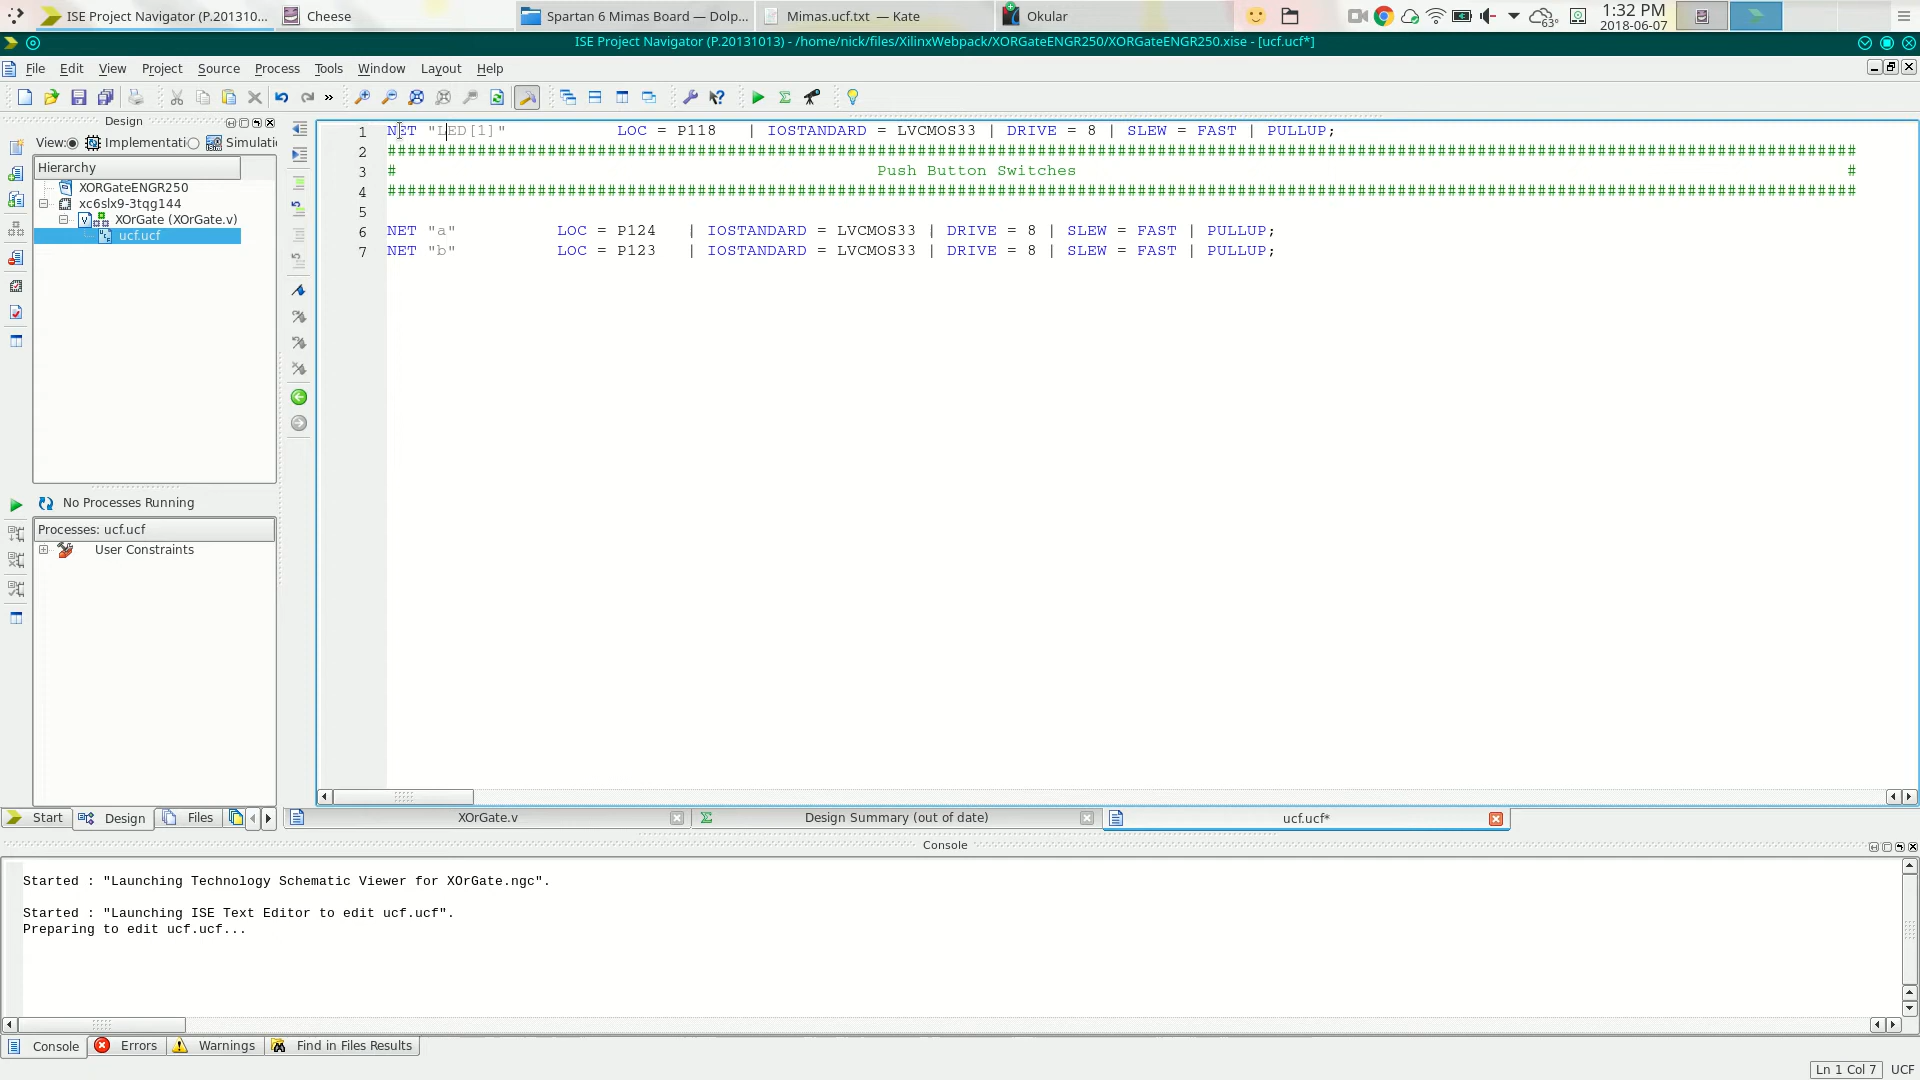 ISE Project Navigator (P.201310...
Cheese
Spartan 6 Mimas Board — Dolp...
Mimas.ucf.txt — Kate
Okular
63°
1:32 PM
2018-06-07
ISE Project Navigator (P.20131013) - /home/nick/files/XilinxWebpack/XORGateENGR250/XORGateENGR250.xise - [ucf.ucf*]
File Edit View Project Source Process Tools Window Layout Help
»
Design
View: Implementati Simulati
Hierarchy
XORGateENGR250
xc6slx9-3tqg144
XOrGate (XOrGate.v)
ucf.ucf
No Processes Running
Processes: ucf.ucf
User Constraints
Start Design Files
1 NET "LED[1]" LOC = P118 | IOSTANDARD = LVCMOS33 | DRIVE = 8 | SLEW = FAST | PULLUP;
2 ###################################################################################################################################################
3 # Push Button Switches #
4 ###################################################################################################################################################
5
6 NET "a" LOC = P124 | IOSTANDARD = LVCMOS33 | DRIVE = 8 | SLEW = FAST | PULLUP;
7 NET "b" LOC = P123 | IOSTANDARD = LVCMOS33 | DRIVE = 8 | SLEW = FAST | PULLUP;
XOrGate.v
Design Summary (out of date)
ucf.ucf*
Console
Started : "Launching Technology Schematic Viewer for XOrGate.ngc".
Started : "Launching ISE Text Editor to edit ucf.ucf".
Preparing to edit ucf.ucf...
Console Errors Warnings Find in Files Results
Ln 1 Col 7 UCF